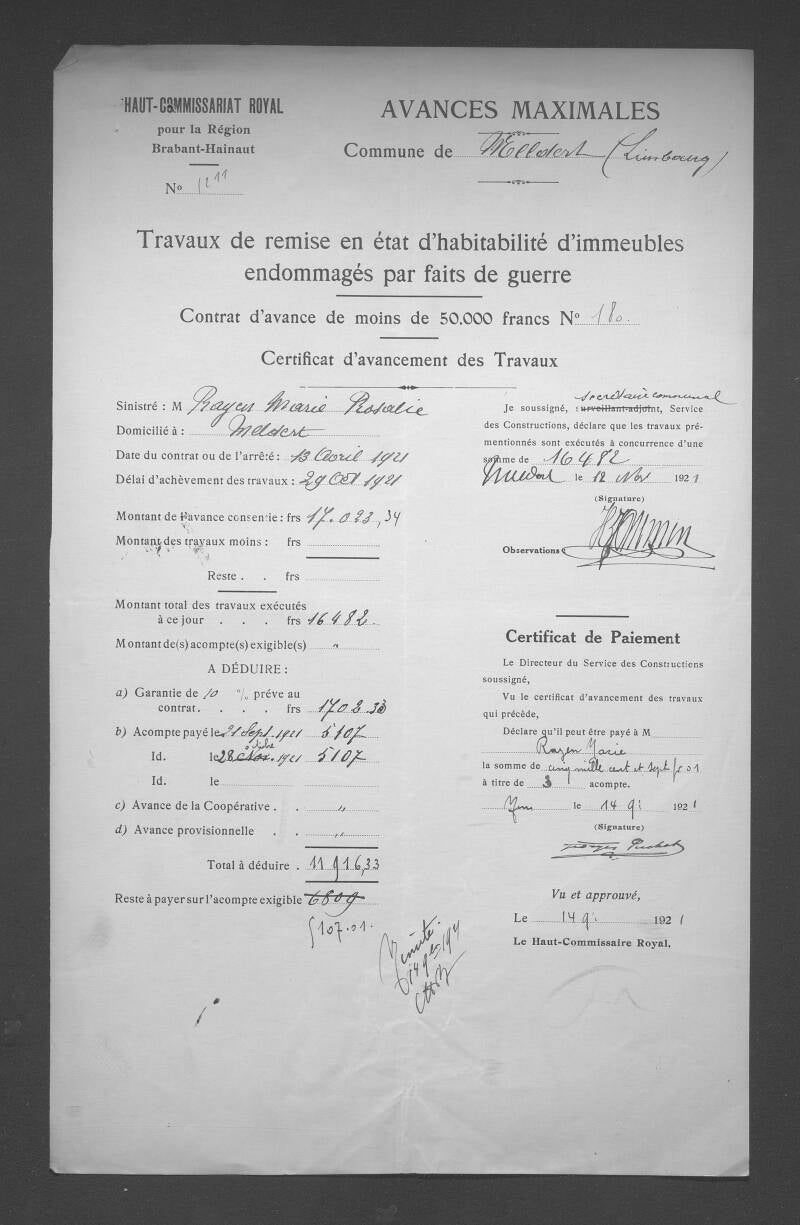 HAUT-COMMISSARIAT ROYAL
pour la Région
Brabant-Hainaut
No 1211
AVANCES MAXIMALES
Commune de Meldert (Limbourg)
Travaux de remise en état d'habitabilité d'immeubles
endommagés par faits de guerre
Contrat d'avance de moins de 50.000 francs No 180.
Certificat d'avancement des Travaux
Sinistré : M Rayen Marie Rosalie
Domicilié à : Meldert
Date du contrat ou de l'arrêté : 13 Avril 1921
Délai d'achèvement des travaux : 29 Oct 1921
Montant de l'avance consentie : frs 17.023,34
Montant des travaux moins : frs
Reste . . frs
Montant total des travaux exécutés
à ce jour . . . frs 16482.
Montant de(s) acompte(s) exigible(s) "
A DÉDUIRE :
a) Garantie de 10 % préve au
contrat. . . . frs 1702 33
b) Acompte payé le 21 Sept. 1921 5107
Id. le 28 1921 5107
Id. le
c) Avance de la Coopérative . . "
d) Avance provisionnelle . . "
Total à déduire . 11916,33
Reste à payer sur l'acompte exigible 6809
5107.01.
secrétaire communal
Je soussigné, surveillant-adjoint, Service
des Constructions, déclare que les travaux pré-
mentionnés sont exécutés à concurrence d'une
somme de 16482
Meldert le 12 Nov 1921
(Signature)
Observations :
Certificat de Paiement
Le Directeur du Service des Constructions
soussigné,
Vu le certificat d'avancement des travaux
qui précède,
Déclare qu'il peut être payé à M
Rayen Marie
la somme de cinq mille cent et sept frs 01
à titre de 3 acompte.
le 14 9i 1921
(Signature)
Vu et approuvé,
Le 14 9i 1921
Le Haut-Commissaire Royal,